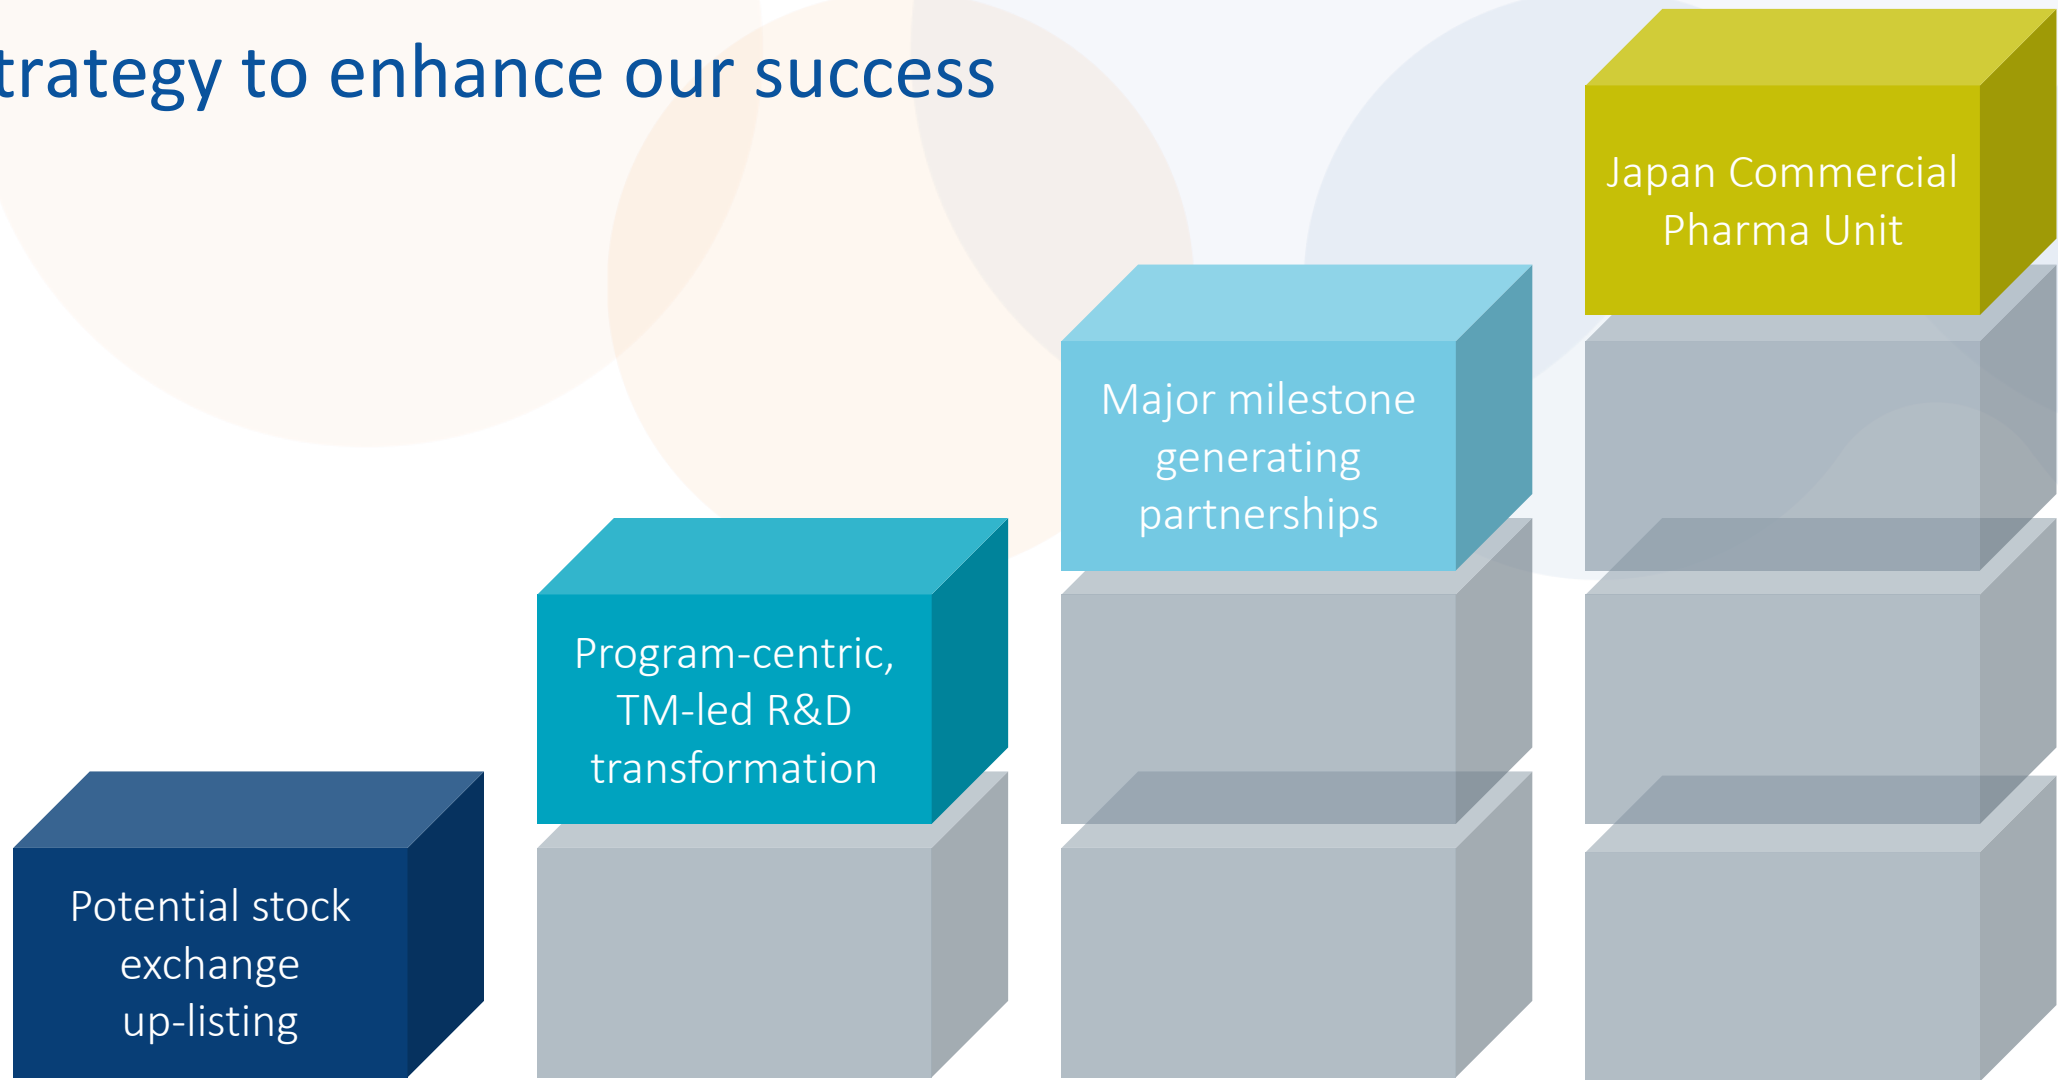 trategy to enhance our success
Japan Commercial
Pharma Unit
Major milestone
generating
partnerships
Program-centric,
TM-led R&D
transformation
Potential stock
exchange
up-listing